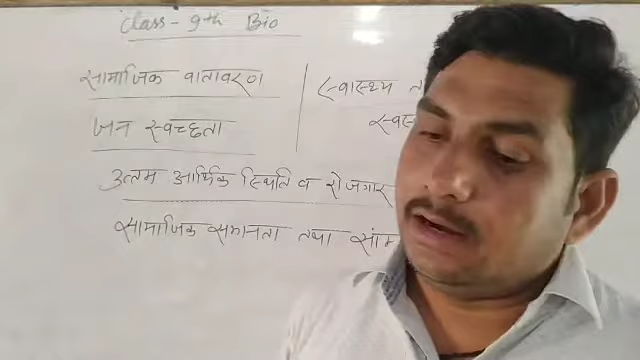 Class - 9th Bio
सामाजिक वातावरण
जन स्वच्छता
उत्तम आर्थिक स्थिति व रोजगार
सामाजिक समानता तथा
स्वास्थ्य